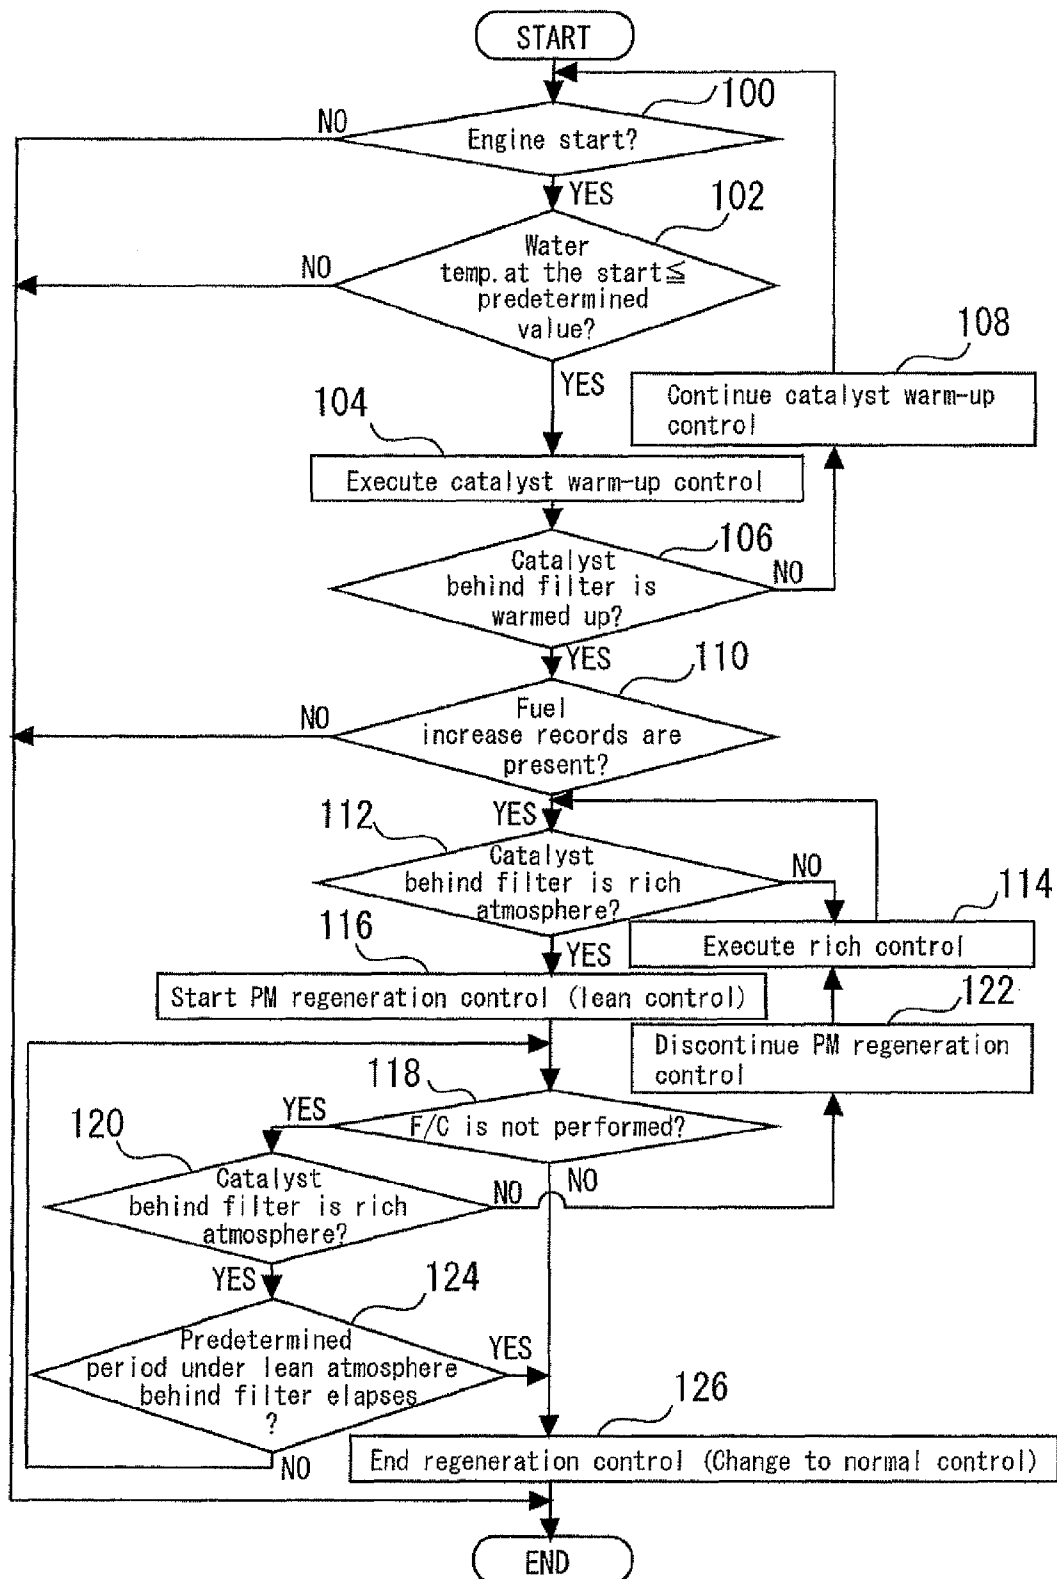 START
100
NO
Engine start?
YES
102
NO
Water
temp.at the start≦
predetermined
value?
YES
108
Continue catalyst warm-up
control
104
Execute catalyst warm-up control
106
Catalyst
behind filter is
warmed up?
NO
YES
110
NO
Fuel
increase records are
present?
YES
112
Catalyst
behind filter is rich
atmosphere?
NO
114
Execute rich control
YES
116
Start PM regeneration control (lean control)
122
Discontinue PM regeneration
control
118
F/C is not performed?
YES
NO
120
Catalyst
behind filter is rich
atmosphere?
NO
YES
124
Predetermined
period under lean atmosphere
behind filter elapses
?
YES
NO
126
End regeneration control (Change to normal control)
END